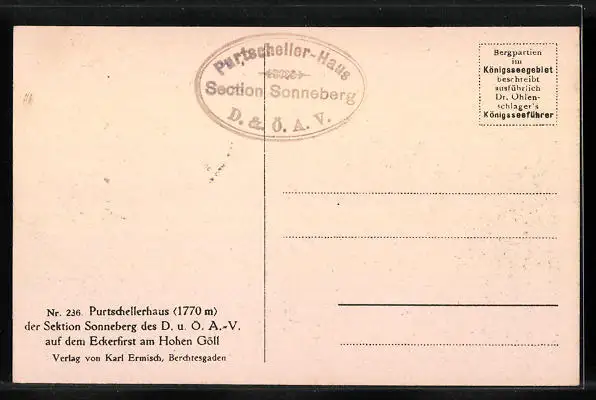 Purtscheller-Haus
Section Sonneberg
D. & Ö. A. V.
Bergpartien
im
Königsseegebiet
beschreibt
ausführlich
Dr. Ohlen-
schlager's
Königsseeführer
Nr. 236. Purtschellerhaus (1770 m)
der Sektion Sonneberg des D. u. Ö. A.-V.
auf dem Eckerfirst am Hohen Göll
Verlag von Karl Ermisch, Berchtesgaden